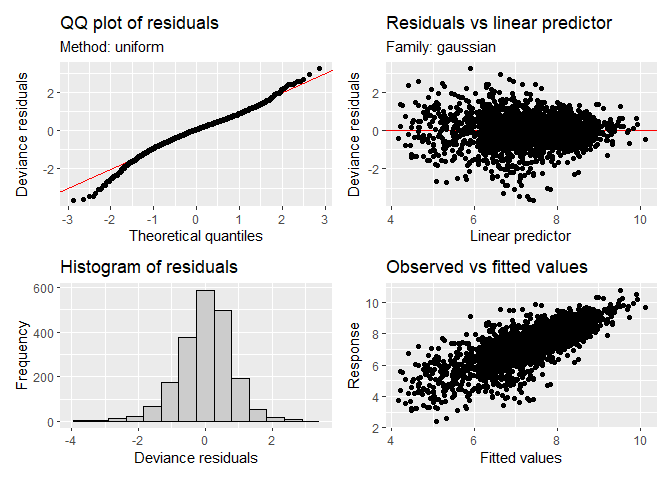 QQ plot of residuals
Method: uniform
Deviance residuals
2
0
-2
-3 -2 -1 0 1 2 3
Theoretical quantiles
Residuals vs linear predictor
Family: gaussian
Deviance residuals
2
0
-2
4 6 8 10
Linear predictor
Histogram of residuals
Frequency
600
400
200
0
-4 -2 0 2
Deviance residuals
Observed vs fitted values
Response
10
8
6
4
2
4 6 8 10
Fitted values